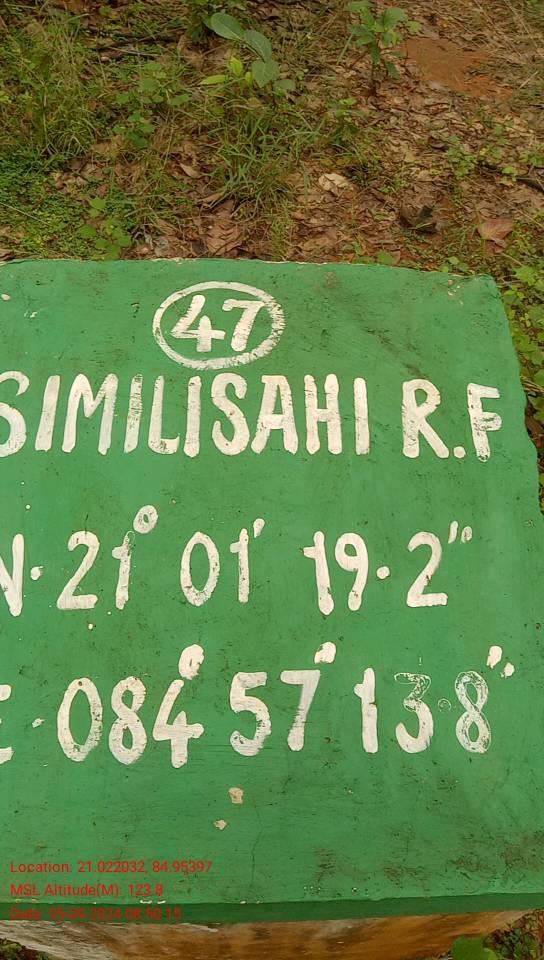 47
SIMILISAHI R.F
N. 21° 01' 19.2"
E. 084° 57' 13.8"
Location: 21.022032, 84.95397
MSL Altitude(M): 123.8
Date: 05-09-2024 08:50:15